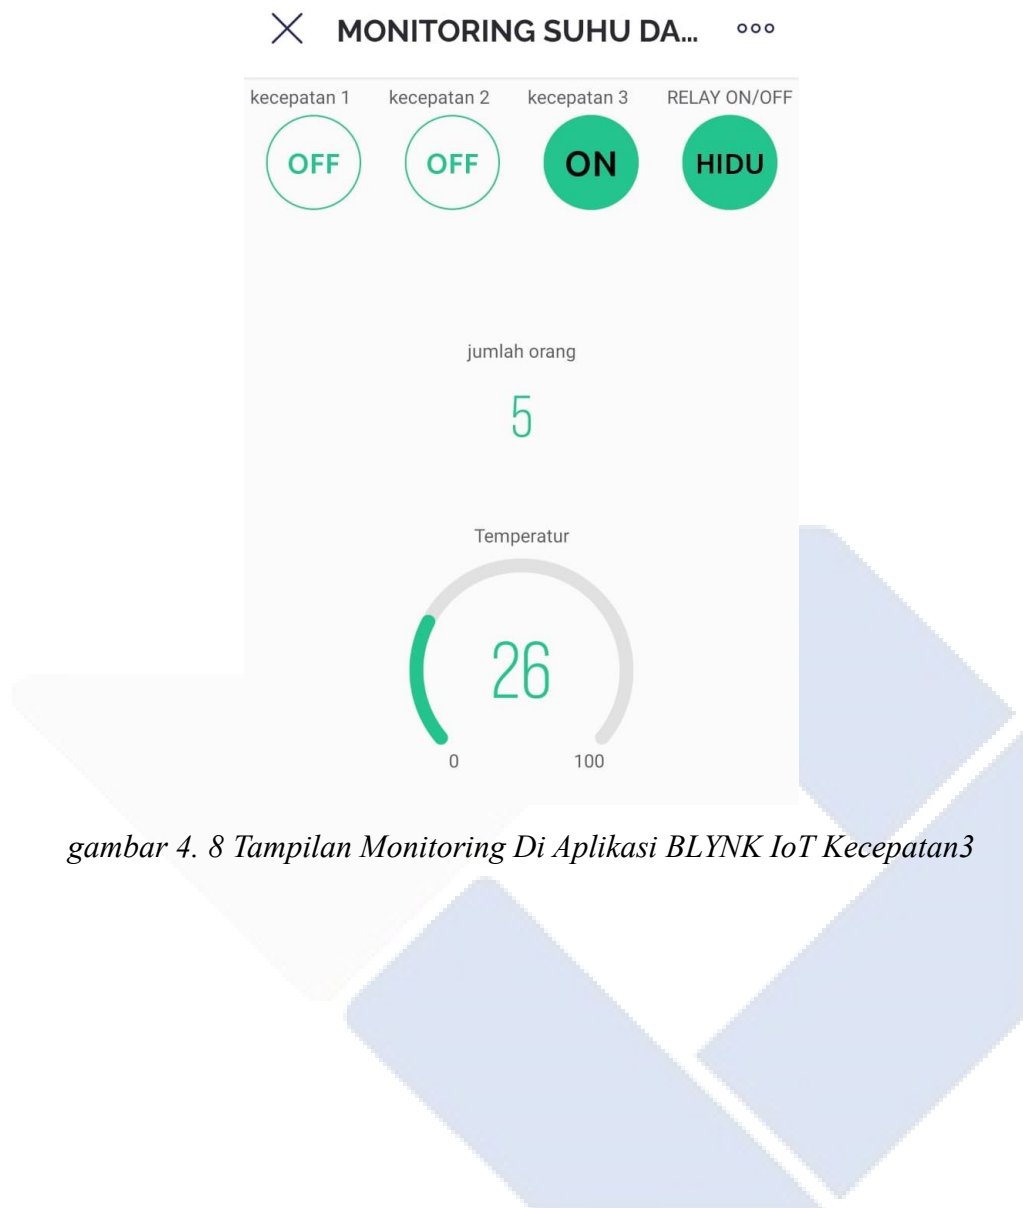 MONITORING SUHU DA...
kecepatan 1 kecepatan 2 kecepatan 3 RELAY ON/OFF
OFF OFF ON HIDU
jumlah orang
5
Temperatur
26
0 100
gambar 4. 8 Tampilan Monitoring Di Aplikasi BLYNK IoT Kecepatan3